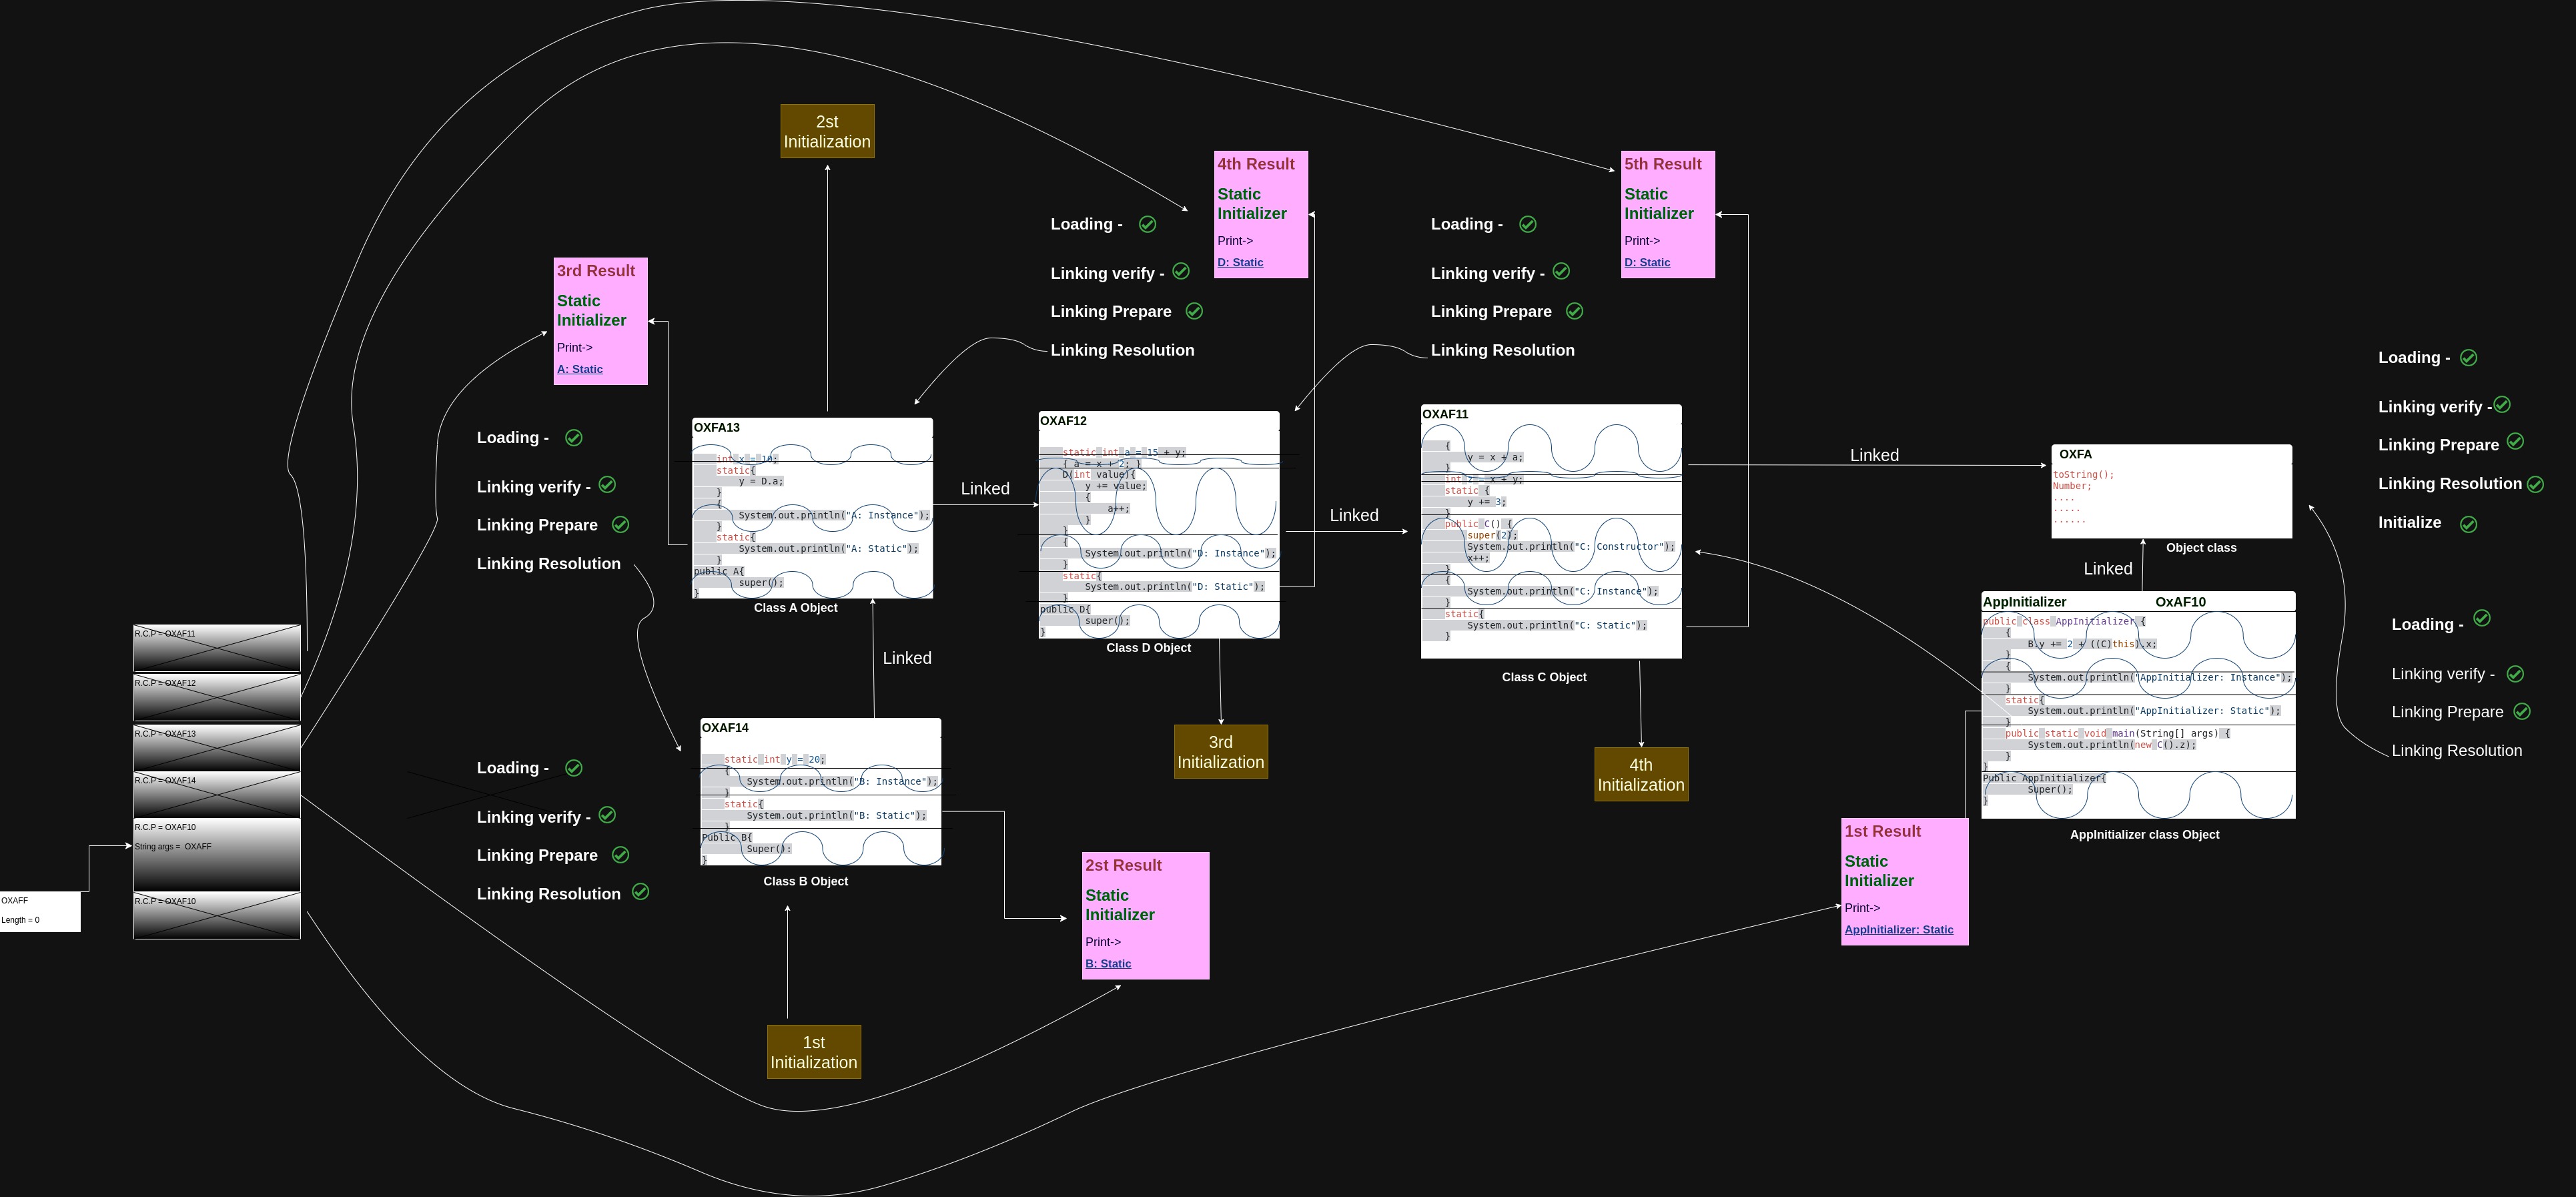 2st
Initialization
4th Result
Static
Initializer
Print->
D: Static
5th Result
Static
Initializer
Print->
D: Static
Loading -
Linking verify -
Linking Prepare
Linking Resolution
Loading -
Linking verify -
Linking Prepare
Linking Resolution
3rd Result
Static
Initializer
Print->
A: Static
Loading -
Linking verify -
Linking Prepare
Linking Resolution
Initialize
Loading -
Linking verify -
Linking Prepare
Linking Resolution
OXFA13
int x = 10;
static{
y = D.a;
}
{
System.out.println("A: Instance");
}
static{
System.out.println("A: Static");
}
public A{
super();
}
Class A Object
Linked
OXAF12
static int a = 15 + y;
{ a = x + 2; }
D(int value){
y += value;
{
a++;
}
}
{
System.out.println("D: Instance");
}
static{
System.out.println("D: Static");
}
public D{
super();
}
Class D Object
Linked
OXAF11
{
y = x + a;
}
int z = x + y;
static {
y += 3;
}
public C() {
super(2);
System.out.println("C: Constructor");
x++;
}
{
System.out.println("C: Instance");
}
static{
System.out.println("C: Static");
}
Class C Object
Linked
OXFA
toString();
Number;
....
.....
......
Object class
Linked
AppInitializer OxAF10
public class AppInitializer {
{
B.y += 2 + ((C)this).x;
}
{
System.out.println("AppInitializer: Instance");
}
static{
System.out.println("AppInitializer: Static");
}
public static void main(String[] args) {
System.out.println(new C().z);
}
}
Public AppInitializer{
Super();
}
AppInitializer class Object
Loading -
Linking verify -
Linking Prepare
Linking Resolution
R.C.P = OXAF11
R.C.P = OXAF12
R.C.P = OXAF13
R.C.P = OXAF14
R.C.P = OXAF10
String args = OXAFF
R.C.P = OXAF10
OXAFF
Length = 0
Linked
Loading -
Linking verify -
Linking Prepare
Linking Resolution
OXAF14
static int y = 20;
{
System.out.println("B: Instance");
}
static{
System.out.println("B: Static");
}
Public B{
Super():
}
Class B Object
3rd
Initialization
4th
Initialization
1st Result
Static
Initializer
Print->
AppInitializer: Static
2st Result
Static
Initializer
Print->
B: Static
1st
Initialization